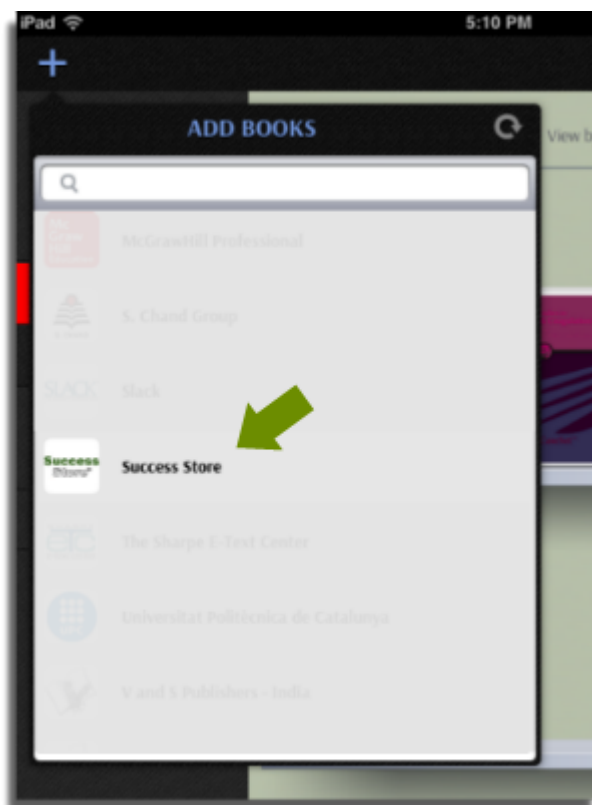 iPad 5:10 PM
ADD BOOKS
View b
McGrawHill Professional
S. Chand Group
SLACK Slack
Success Store
Success Store
The Sharpe E-Text Center
Universitat Politècnica de Catalunya
V and S Publishers - India